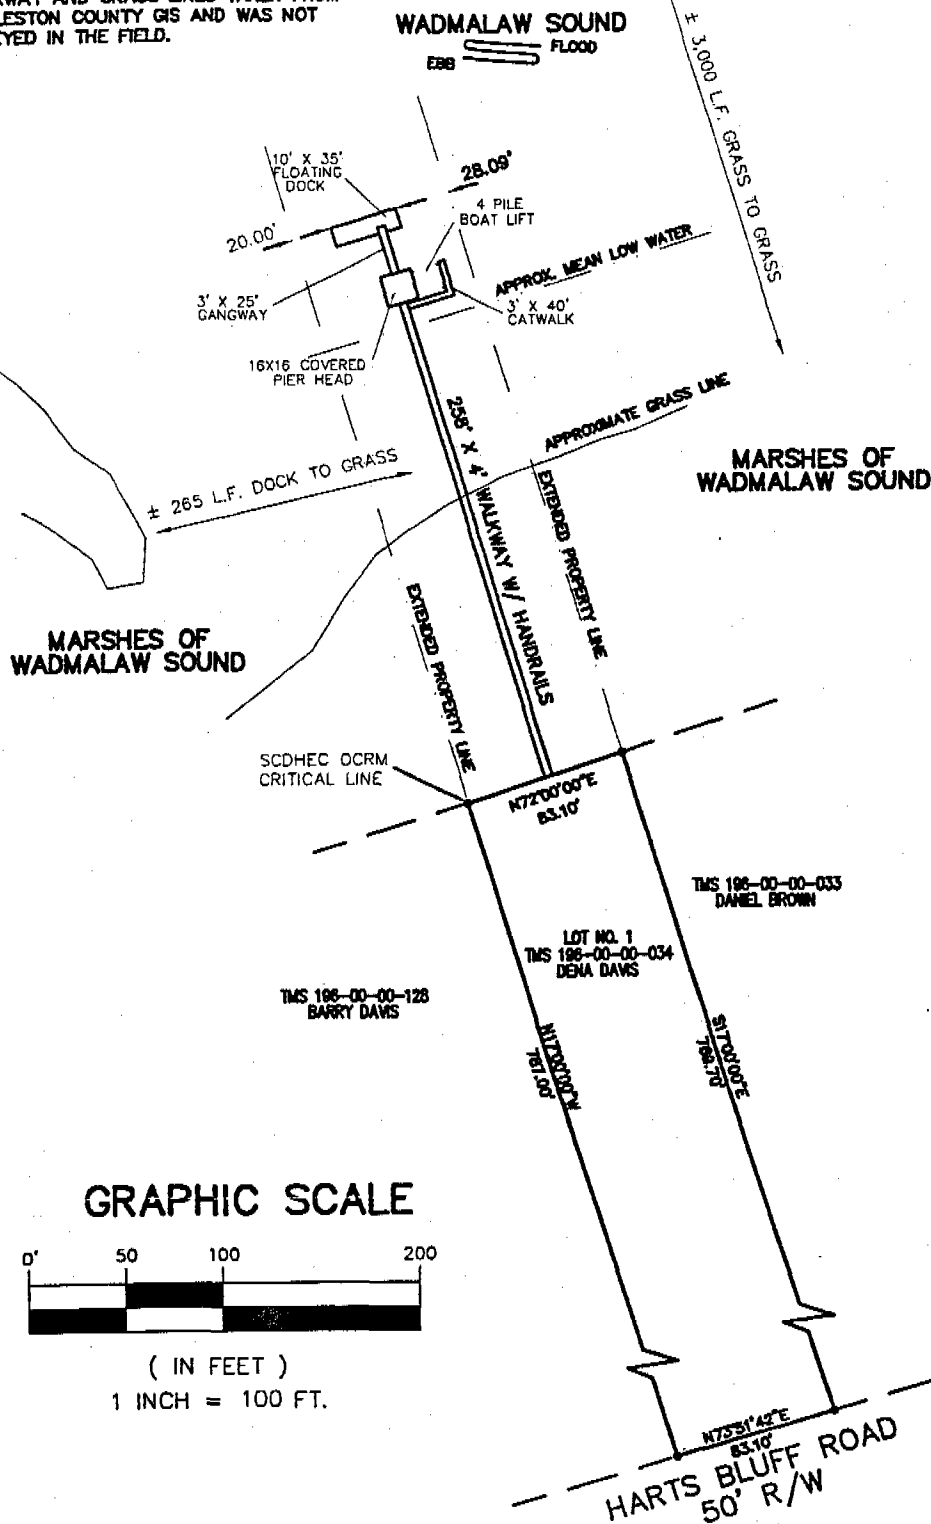 LESTON COUNTY GIS AND WAS NOT
YED IN THE FIELD.
WADMALAW SOUND
FLOOD
EBB
± 3,000 L.F. GRASS TO GRASS
10' X 35'
FLOATING
DOCK
28.09'
4 PILE
BOAT LIFT
20.00'
APPROX. MEAN LOW WATER
3' X 25'
GANGWAY
3' X 40'
CATWALK
16X16 COVERED
PIER HEAD
258' X 4' WALKWAY W/ HANDRAILS
APPROXIMATE GRASS LINE
± 265 L.F. DOCK TO GRASS
MARSHES OF
WADMALAW SOUND
EXTENDED PROPERTY LINE
EXTENDED PROPERTY LINE
MARSHES OF
WADMALAW SOUND
SCDHEC OCRM
CRITICAL LINE
N72°00'00"E
83.10'
TMS 196-00-00-033
DANIEL BROWN
LOT NO. 1
TMS 196-00-00-034
DENA DAVIS
TMS 196-00-00-128
BARRY DAVIS
N17°00'00"W
787.00'
S17°00'00"E
GRAPHIC SCALE
0' 50 100 200
( IN FEET )
1 INCH = 100 FT.
N73°51'42"E
83.10'
HARTS BLUFF ROAD
50' R/W